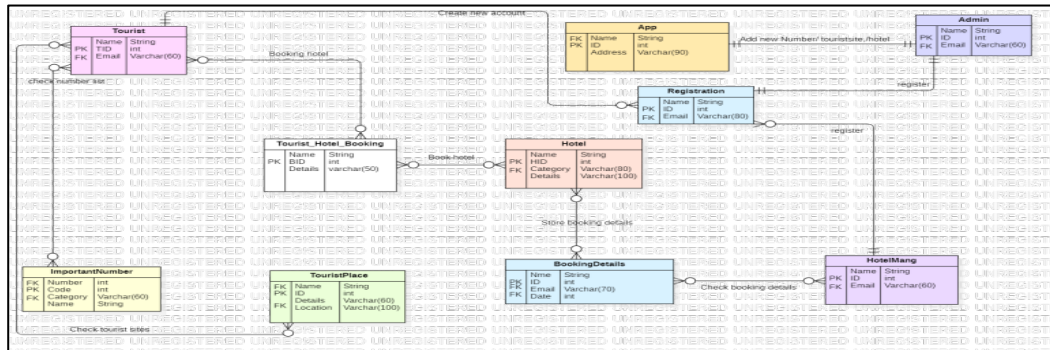 Create new account
Tourist
Name String
PK TID int
FK Email Varchar(60)
check number list
Booking hotel
App
FK Name String
PK ID int
Address Varchar(90)
Add new Number/ touristsite,/hotel
Admin
Name String
PK ID int
FK Email Varchar(60)
register
Registration
Name String
PK ID int
FK Email Varchar(80)
register
Tourist_Hotel_Booking
Name String
PK BID int
Details varchar(50)
Book hotel
Hotel
Name String
PK HID int
FK Category Varchar(80)
Details Varchar(100)
Store booking details
ImportantNumber
FK Number int
PK Code int
FK Category Varchar(60)
Name String
TouristPlace
FK Name String
PK ID int
Details Varchar(60)
FK Location Varchar(100)
BookingDetails
Nme String
PK ID int
FK Email Varchar(70)
FK Date int
Check booking details
HotelMang
Name String
PK ID int
FK Email Varchar(60)
Check tourist sites
UNREGISTERED UNREGISTERED UNREGISTERED